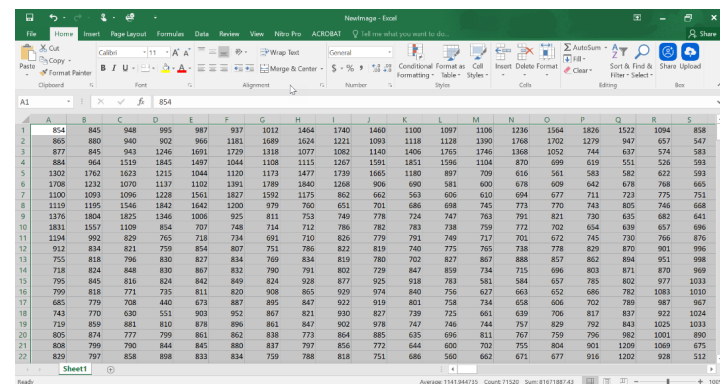 NewImage - Excel
File Home Insert Page Layout Formulas Data Review View Nitro Pro ACROBAT Tell me what you want to do... Share
Paste Cut Copy Format Painter Calibri 11 B I U Wrap Text Merge & Center General $ % Conditional Formatting Format as Table Cell Styles Insert Delete Format AutoSum Fill Clear Sort & Filter Find & Select Share Upload
Clipboard Font Alignment Number Styles Cells Editing Box
A1 fx 854
A B C D E F G H I J K L M N O P Q R S
1 854 845 948 995 987 937 1012 1464 1740 1460 1100 1097 1106 1236 1564 1826 1522 1094 858
2 865 880 940 902 966 1181 1689 1624 1221 1093 1118 1128 1390 1768 1702 1279 947 657 547
3 877 845 943 1246 1691 1729 1318 1077 1082 1140 1406 1765 1746 1368 1052 744 637 574 583
4 884 964 1519 1845 1497 1044 1108 1115 1267 1591 1851 1596 1104 870 699 619 551 526 593
5 1302 1762 1623 1215 1044 1120 1173 1477 1739 1665 1180 897 709 616 561 583 582 622 593
6 1708 1232 1070 1137 1102 1391 1789 1840 1268 906 690 581 600 678 609 642 678 768 665
7 1100 1093 1096 1228 1561 1827 1592 1175 862 662 563 606 610 694 677 711 723 775 751
8 1119 1195 1546 1842 1642 1200 979 760 651 701 686 698 745 773 770 743 805 746 668
9 1376 1804 1825 1346 1006 925 811 753 749 778 724 747 763 791 821 730 635 682 641
10 1831 1557 1109 854 707 748 714 712 786 782 783 738 759 772 702 654 639 657 696
11 1194 992 829 765 718 734 691 710 826 779 791 749 717 701 672 745 730 766 876
12 912 834 821 759 854 807 751 786 822 819 740 775 765 738 778 829 870 901 996
13 755 818 796 830 827 834 769 834 819 780 702 827 867 888 857 862 894 951 998
14 718 824 848 830 867 832 790 791 802 729 847 859 734 715 696 803 871 870 969
15 795 845 816 824 842 849 824 928 877 925 918 783 581 584 657 785 802 977 1033
16 799 818 771 735 811 820 908 865 929 974 840 756 627 663 652 686 782 1083 1010
17 685 779 708 440 673 887 895 847 922 919 801 758 734 658 606 702 789 987 967
18 743 770 630 551 903 952 867 821 930 827 739 725 661 639 706 817 837 922 1024
19 719 859 881 810 878 896 861 847 902 978 747 746 744 757 829 792 843 1025 1033
20 805 874 777 799 861 862 838 773 864 885 635 696 811 767 759 796 982 1001 890
21 808 799 790 844 845 880 837 797 856 772 644 600 702 755 804 901 1209 1069 675
22 829 797 858 898 833 834 759 788 818 751 686 560 662 671 677 916 1202 928 512
Sheet1
Ready Average: 1141.944735 Count: 71520 Sum: 81671887.43